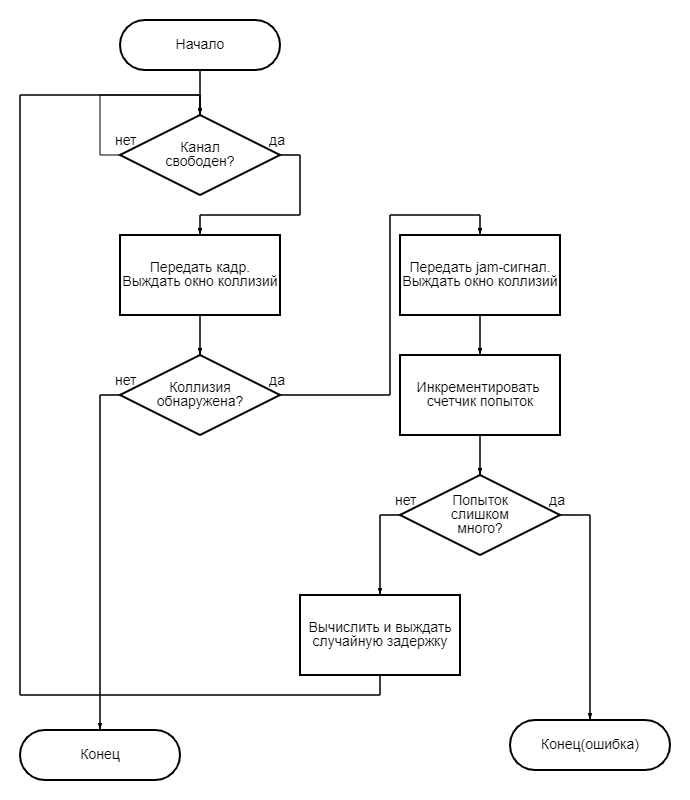 Начало
нет
да
Канал
свободен?
Передать кадр.
Выждать окно коллизий
Передать jam-сигнал.
Выждать окно коллизий
нет
да
Коллизия
обнаружена?
Инкрементировать
счетчик попыток
нет
да
Попыток
слишком
много?
Вычислить и выждать
случайную задержку
Конец
Конец(ошибка)